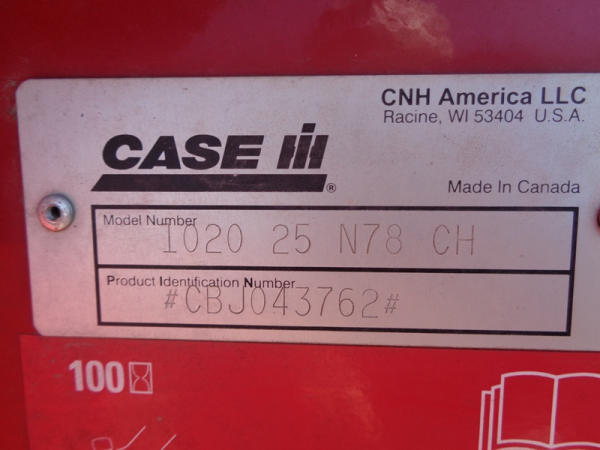 CNH America LLC
Racine, WI 53404 U.S.A.
CASE IH
®
Made In Canada
Model Number
1020 25 N78 CH
Product Identification Number
#CBJ043762#
100